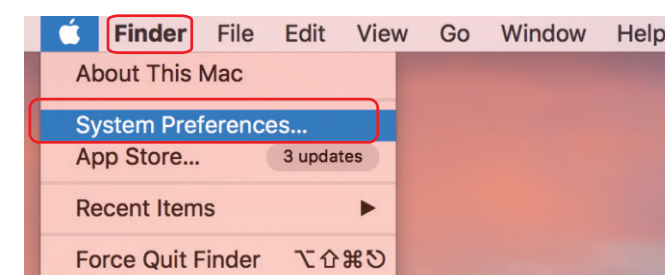 Finder File Edit View Go Window Help
About This Mac
System Preferences...
App Store... 3 updates
Recent Items ▶
Force Quit Finder ⌥⇧⌘⎋